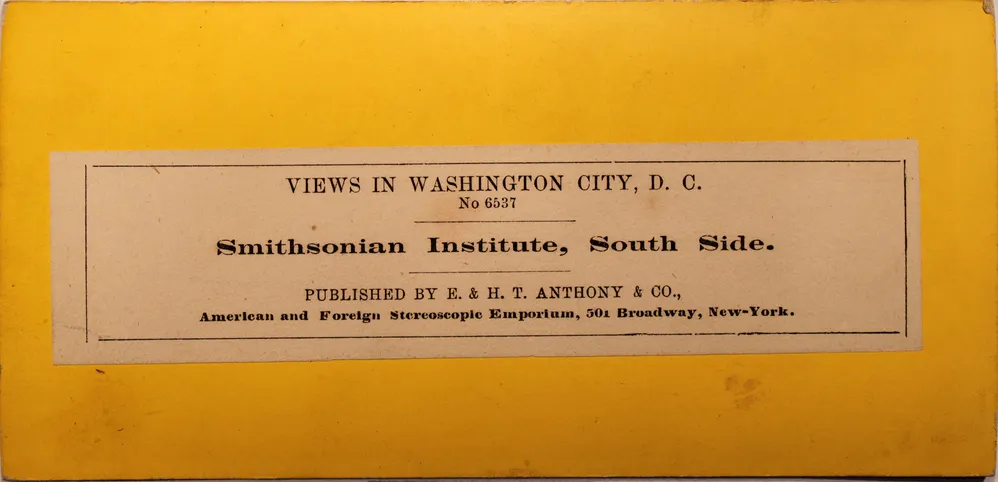 VIEWS IN WASHINGTON CITY, D. C.
No 6537
Smithsonian Institute, South Side.
PUBLISHED BY E. & H. T. ANTHONY & CO.,
American and Foreign Stereoscopic Emporium, 501 Broadway, New-York.